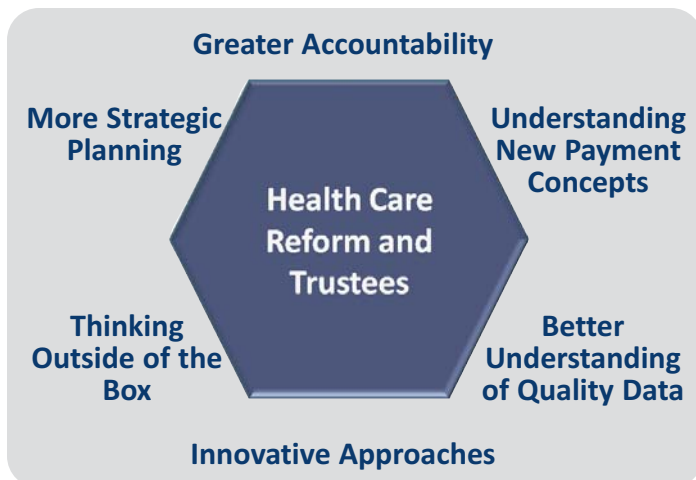 Greater Accountability
More Strategic
Planning
Understanding
New Payment
Concepts
Health Care
Reform and
Trustees
Thinking
Outside of the
Box
Better
Understanding
of Quality Data
Innovative Approaches